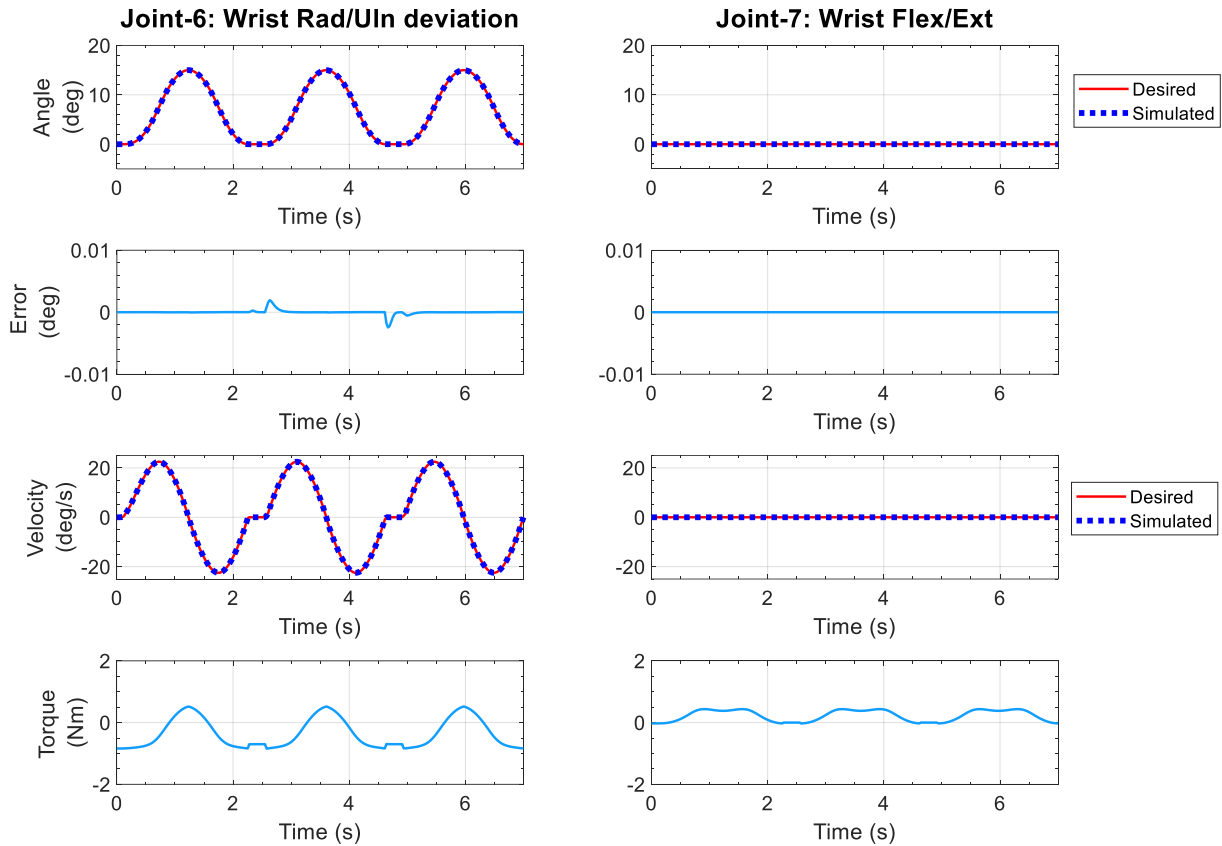 Joint-6: Wrist Rad/Uln deviation
Joint-7: Wrist Flex/Ext
20
10
0
Angle
(deg)
0 2 4 6
Time (s)
20
10
0
0 2 4 6
Time (s)
Desired
Simulated
0.01
0
-0.01
Error
(deg)
0 2 4 6
Time (s)
0.01
0
-0.01
0 2 4 6
Time (s)
20
0
-20
Velocity
(deg/s)
0 2 4 6
Time (s)
20
0
-20
0 2 4 6
Time (s)
Desired
Simulated
2
0
-2
Torque
(Nm)
0 2 4 6
Time (s)
2
0
-2
0 2 4 6
Time (s)